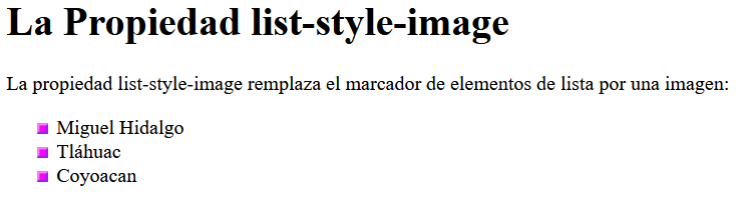 La Propiedad list-style-image
La propiedad list-style-image remplaza el marcador de elementos de lista por una imagen:
Miguel Hidalgo
Tláhuac
Coyoacan